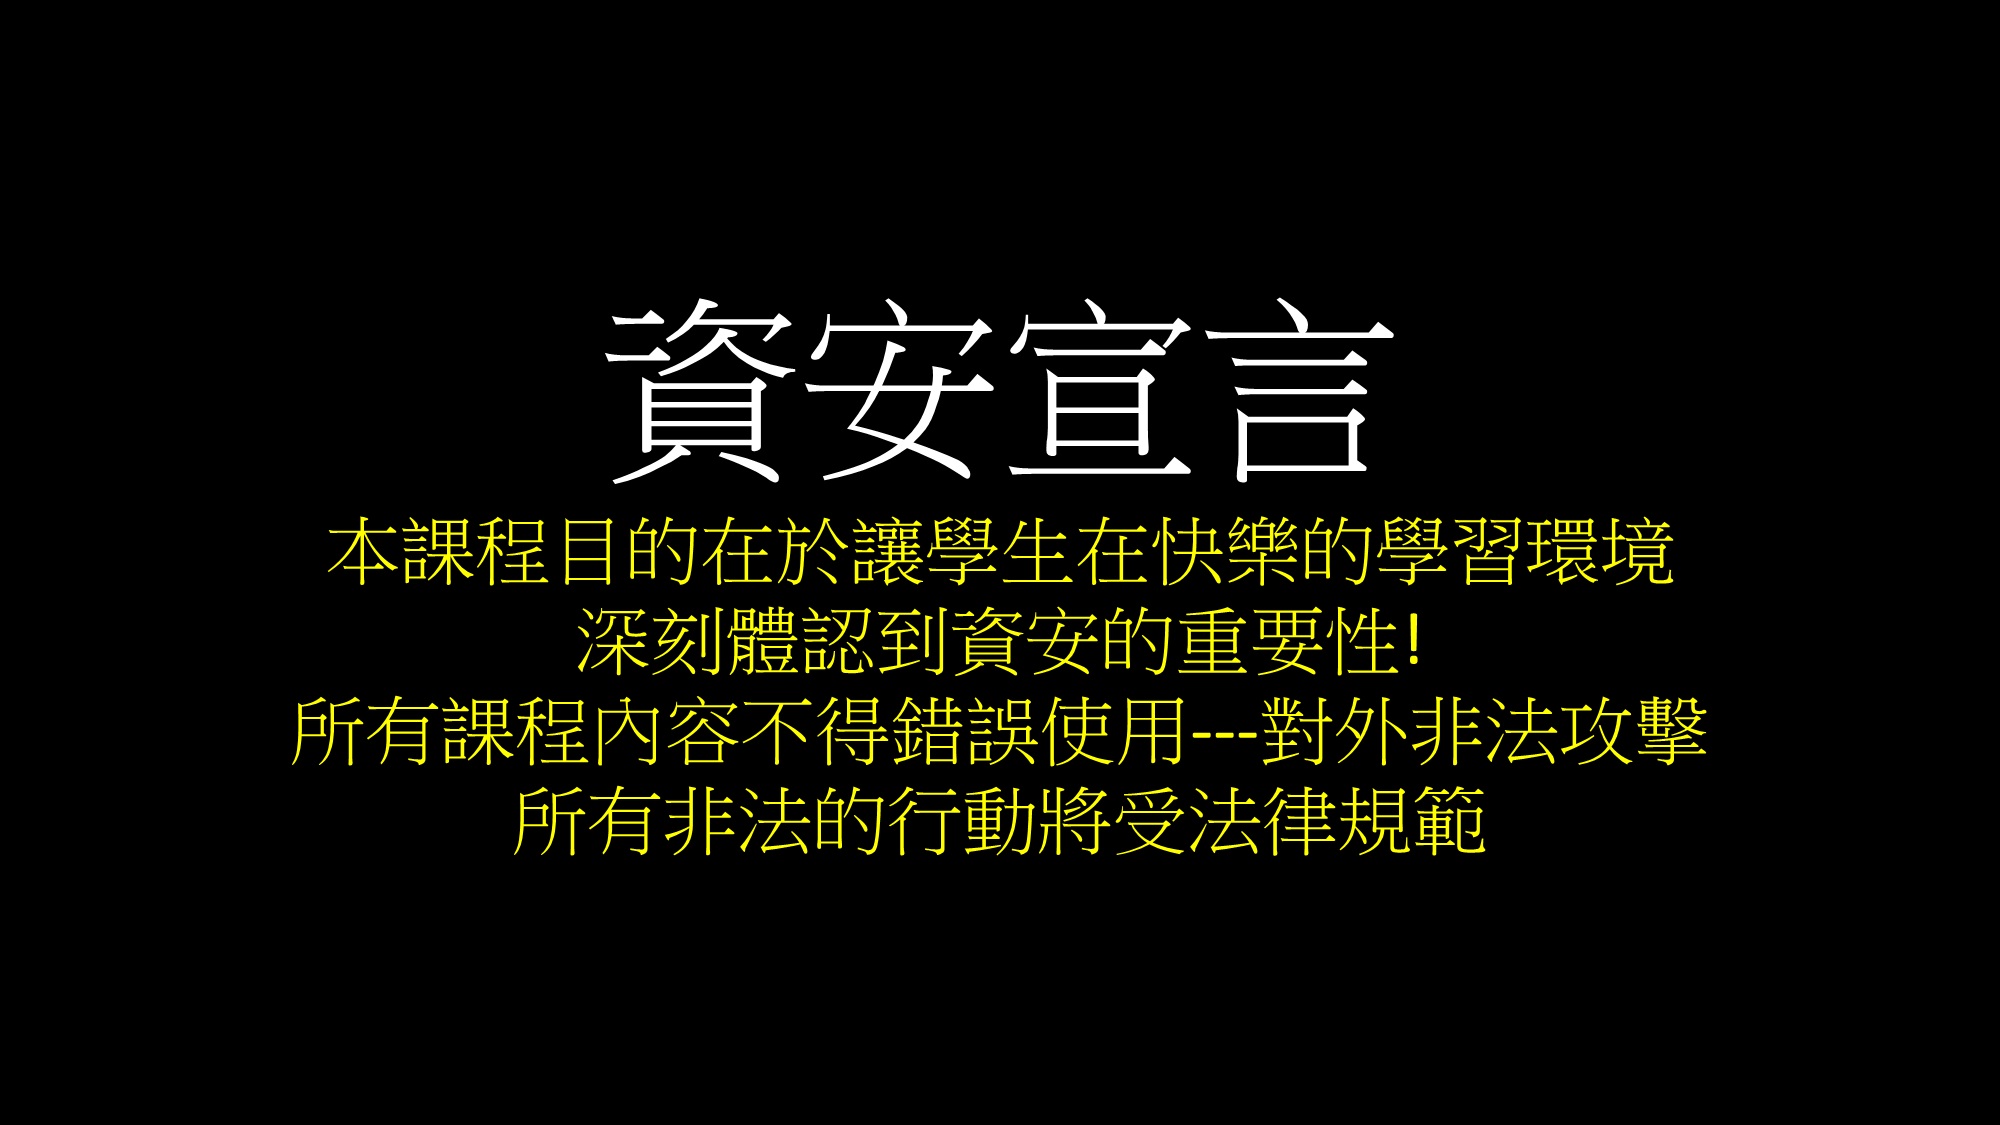 資安宣言
本課程目的在於讓學生在快樂的學習環境
深刻體認到資安的重要性!
所有課程內容不得錯誤使用---對外非法攻擊
所有非法的行動將受法律規範